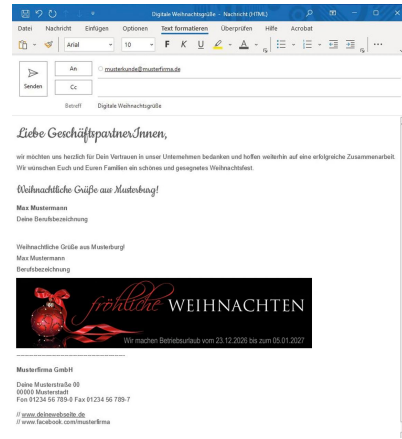 Digitale Weihnachtsgrüße - Nachricht (HTML)
Datei Nachricht Einfügen Optionen Text formatieren Überprüfen Hilfe Acrobat
Arial 10 F K U A
An musterkunde@musterfirma.de
Senden Cc
Betreff Digitale Weihnachtsgrüße
Liebe GeschäftspartnerInnen,
wir möchten uns herzlich für Dein Vertrauen in unser Unternehmen bedanken und hoffen weiterhin auf eine erfolgreiche Zusammenarbeit.
Wir wünschen Euch und Euren Familien ein schönes und gesegnetes Weihnachtsfest.
Weihnachtliche Grüße aus Musterburg!
Max Mustermann
Deine Berufsbezeichnung
Weihnachtliche Grüße aus Musterburg!
Max Mustermann
Berufsbezeichnung
fröhliche WEIHNACHTEN
Wir machen Betriebsurlaub vom 23.12.2026 bis zum 05.01.2027
Musterfirma GmbH
Deine Musterstraße 00
00000 Musterstadt
Fon 01234 56 789-0 Fax 01234 56 789-7
// www.deinewebseite.de
// www.facebook.com/musterfirma